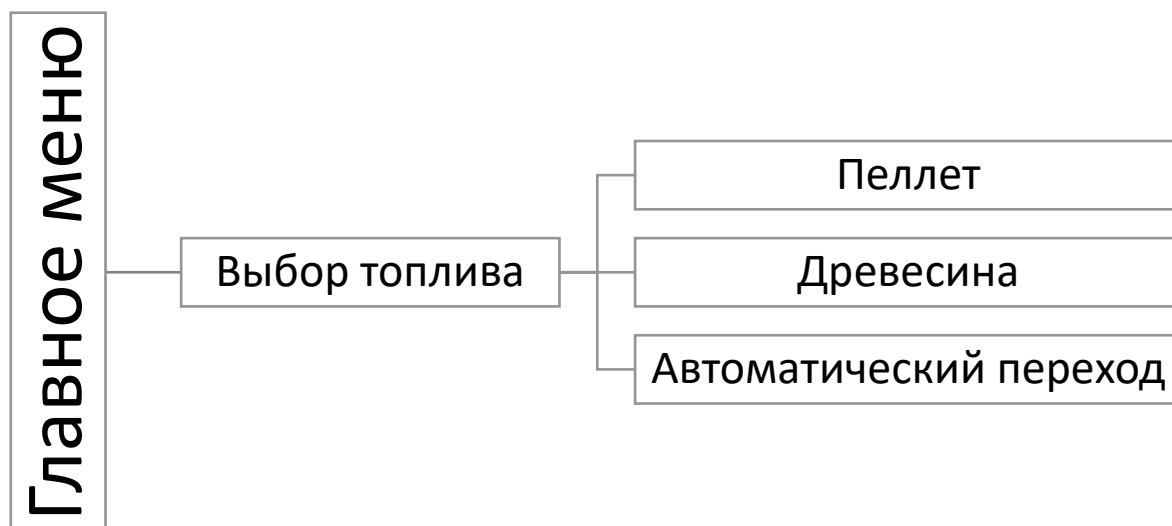 Главное меню
Выбор топлива
Пеллет
Древесина
Автоматический переход